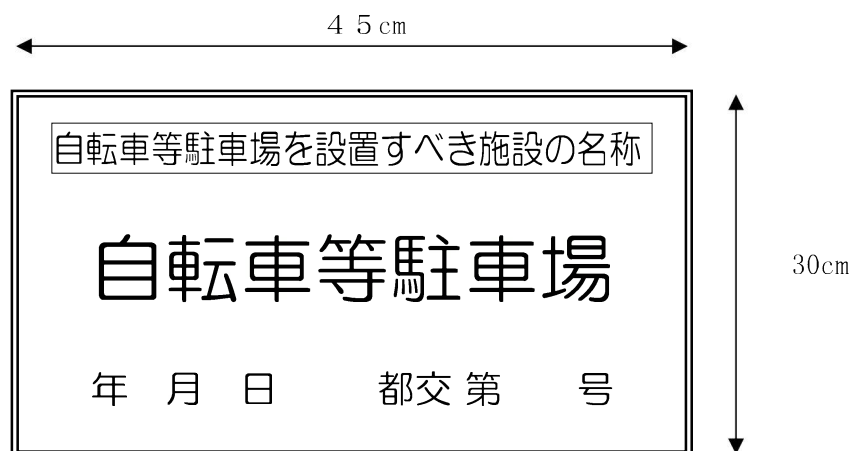 ４５cm
自転車等駐車場を設置すべき施設の名称
自転車等駐車場
30cm
年　月　日　　都交 第　　号